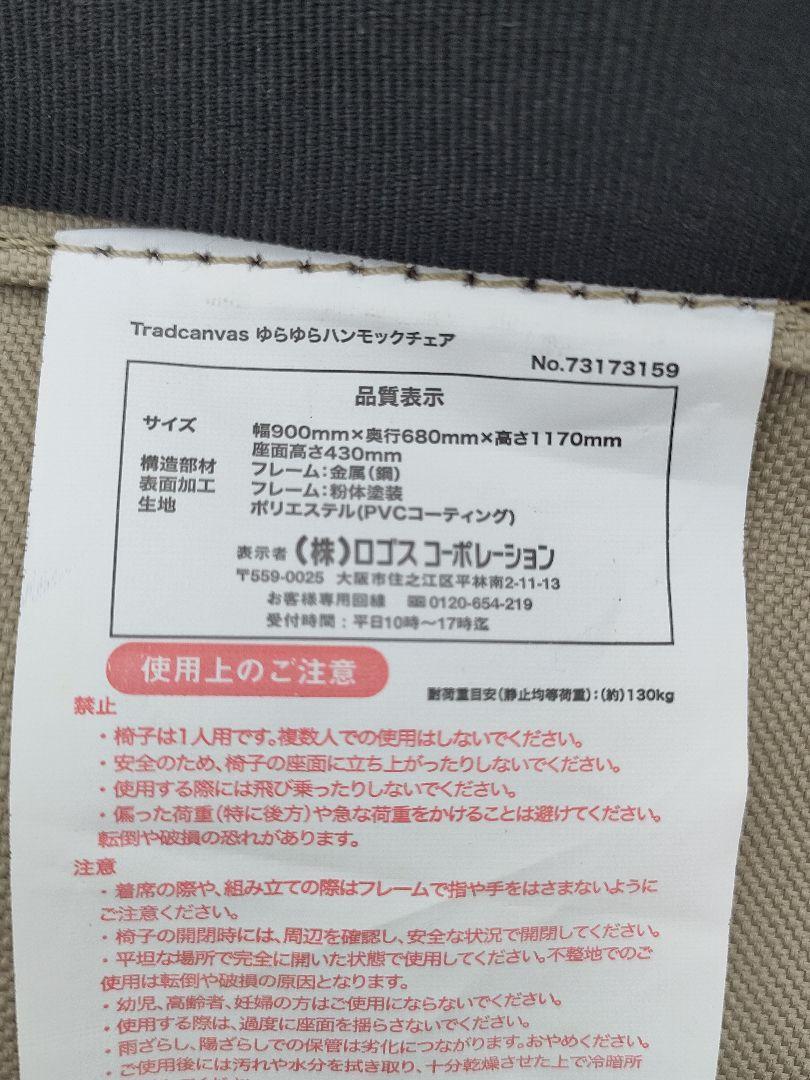 Tradcanvas ゆらゆらハンモックチェア
No.73173159
品質表示
サイズ 幅900mm×奥行680mm×高さ1170mm
座面高さ430mm
構造部材 フレーム:金属(鋼)
表面加工 フレーム:粉体塗装
生地 ポリエステル(PVCコーティング)
表示者 (株)ロゴス コーポレーション
〒559-0025 大阪市住之江区平林南2-11-13
お客様専用回線 0120-654-219
受付時間:平日10時〜17時迄
使用上のご注意
耐荷重目安(静止均等荷重):(約)130kg
禁止
・椅子は1人用です。複数人での使用はしないでください。
・安全のため、椅子の座面に立ち上がったりしないでください。
・使用する際には飛び乗ったりしないでください。
・偏った荷重(特に後方)や急な荷重をかけることは避けてください。
転倒や破損の恐れがあります。
注意
・着席の際や、組み立ての際はフレームで指や手をはさまないように
ご注意ください。
・椅子の開閉時には、周辺を確認し、安全な状況で開閉してください。
・平坦な場所で完全に開いた状態で使用してください。不整地でのご
使用は転倒や破損の原因となります。
・幼児、高齢者、妊婦の方はご使用にならないでください。
・使用する際は、過度に座面を揺らさないでください。
・雨ざらし、陽ざらしでの保管は劣化につながります。おやめください。
・ご使用後には汚れや水分を拭き取り、十分乾燥させた上で冷暗所